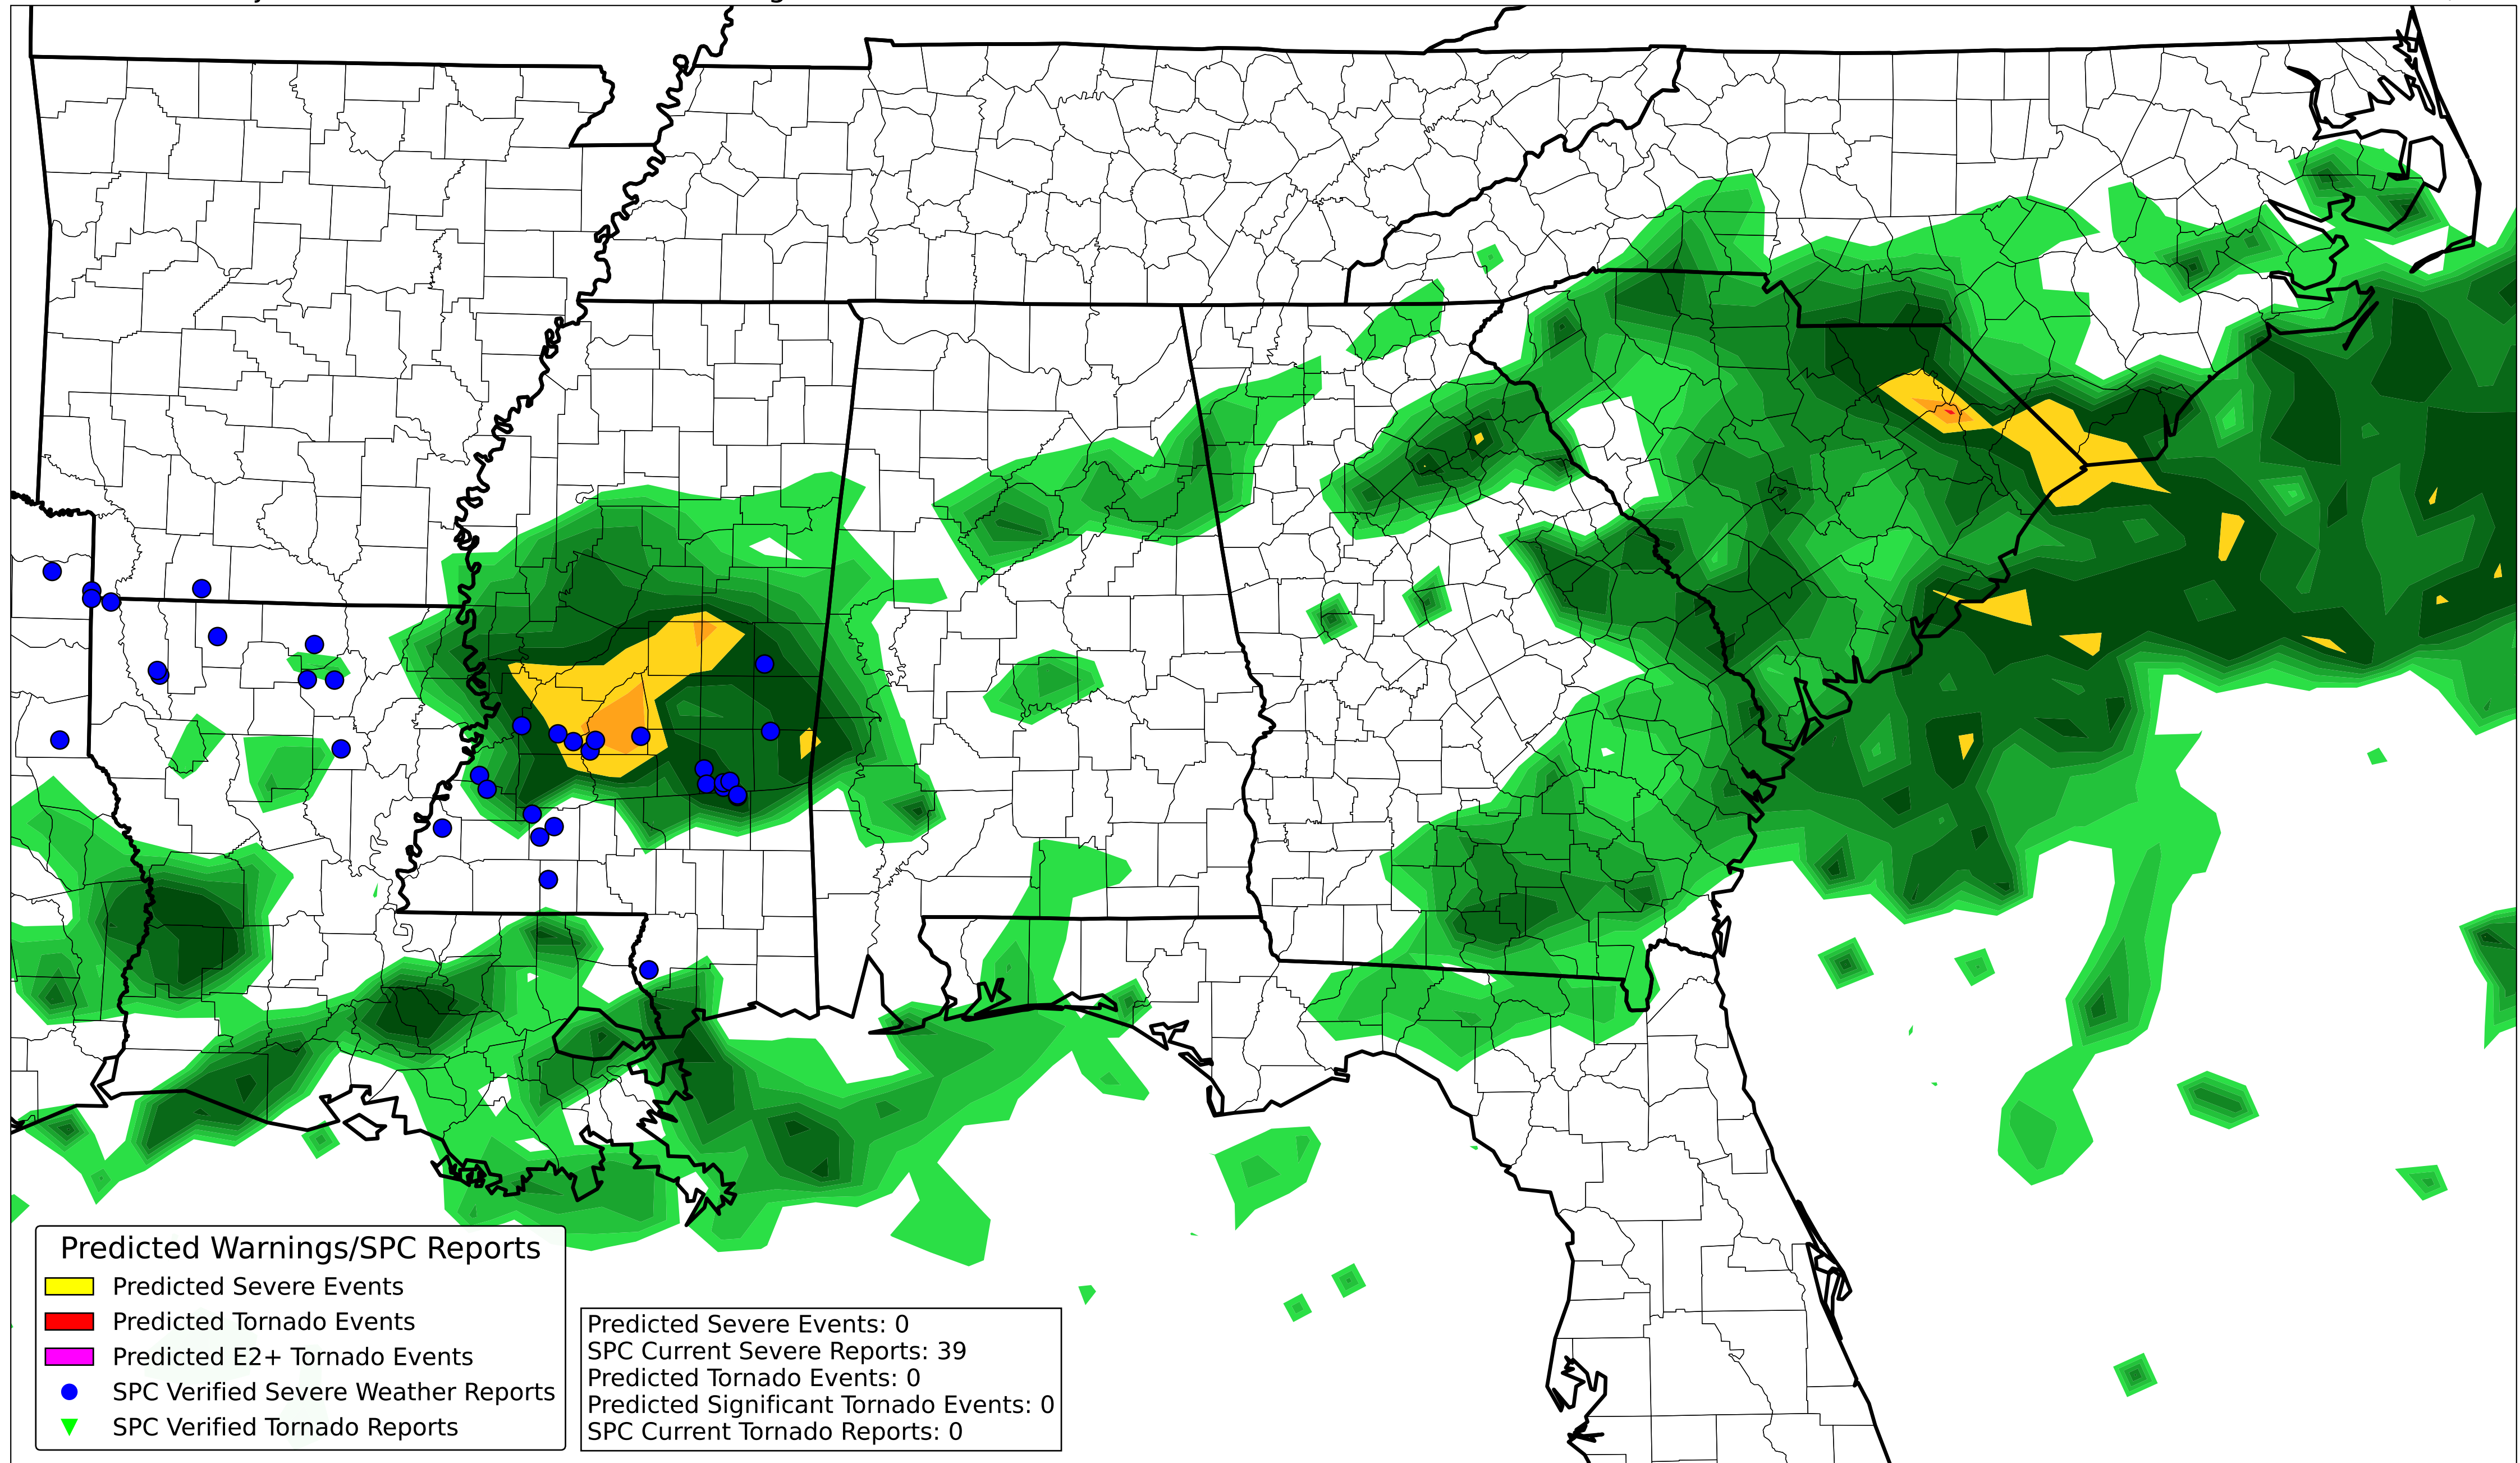 Predicted Warnings/SPC Reports
Predicted Severe Events
Predicted Tornado Events
Predicted E2+ Tornado Events
SPC Verified Severe Weather Reports
SPC Verified Tornado Reports
Predicted Severe Events: 0
SPC Current Severe Reports: 39
Predicted Tornado Events: 0
Predicted Significant Tornado Events: 0
SPC Current Tornado Reports: 0